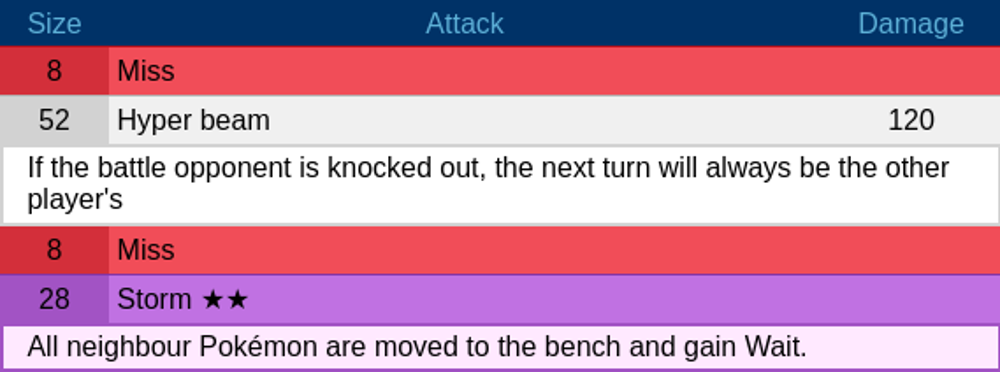 Size Attack Damage
8 Miss
52 Hyper beam 120
If the battle opponent is knocked out, the next turn will always be the other
player's
8 Miss
28 Storm ★★
All neighbour Pokémon are moved to the bench and gain Wait.